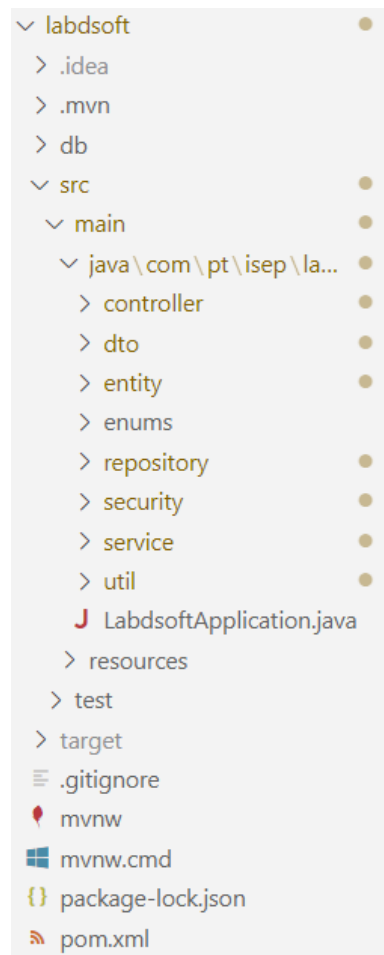 labdsoft
.idea
.mvn
db
src
main
java\com\pt\isep\la...
controller
dto
entity
enums
repository
security
service
util
LabdsoftApplication.java
resources
test
target
.gitignore
mvnw
mvnw.cmd
package-lock.json
pom.xml